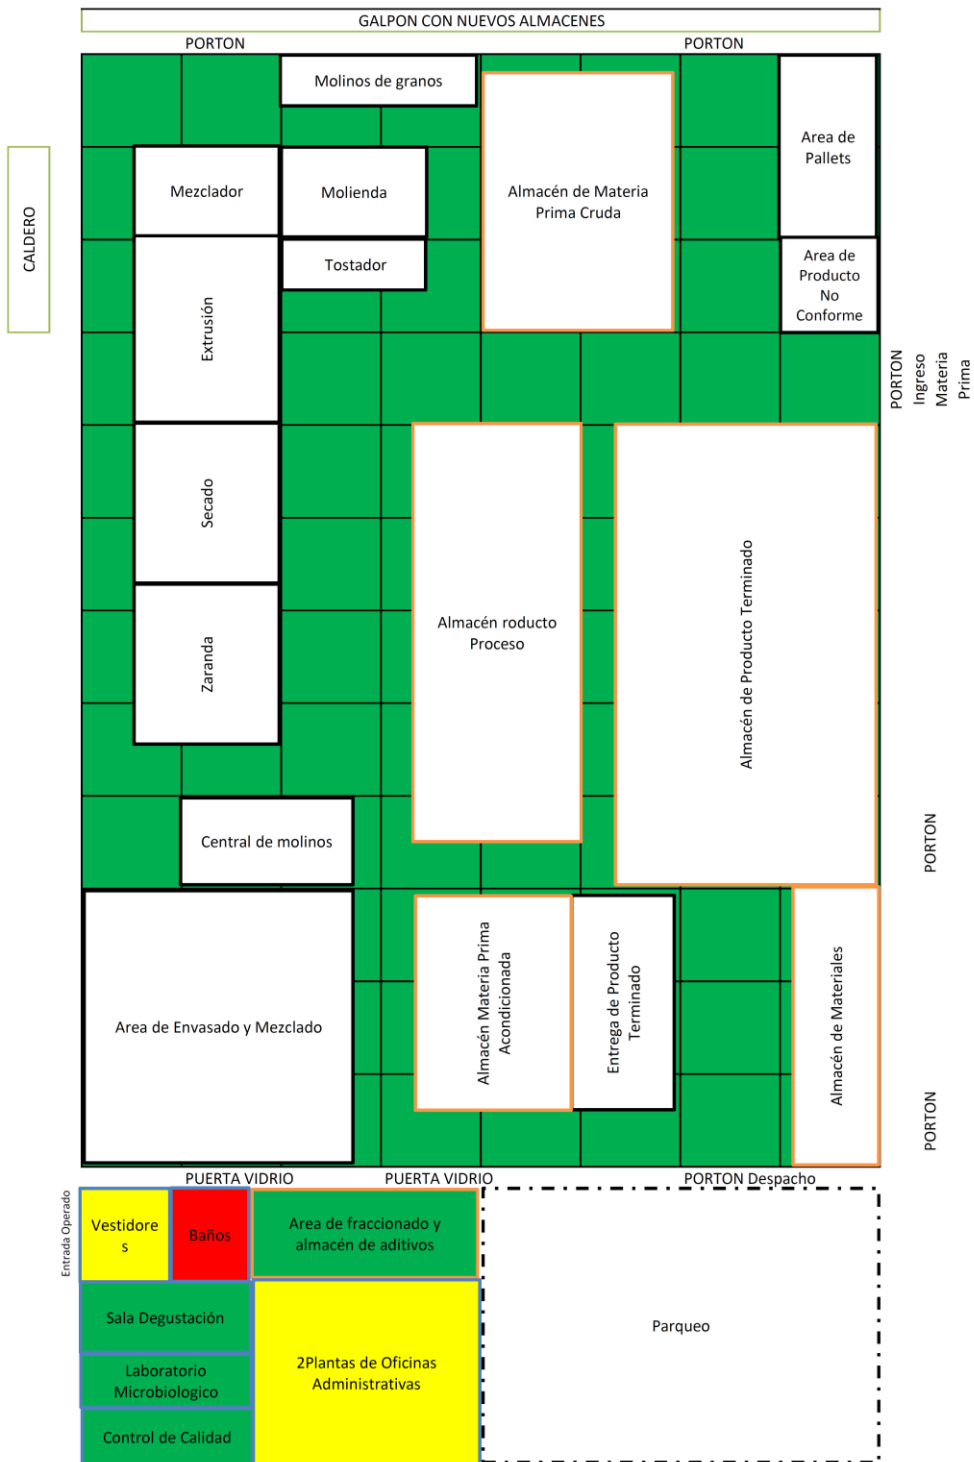 GALPON CON NUEVOS ALMACENES
PORTON
PORTON
Molinos de granos
Area de
Pallets
Mezclador
Molienda
Almacén de Materia
Prima Cruda
CALDERO
Tostador
Area de
Producto
No
Conforme
Extrusión
PORTON
Ingreso
Materia
Prima
Secado
Almacén roducto
Proceso
Almacén de Producto Terminado
Zaranda
Central de molinos
PORTON
Area de Envasado y Mezclado
Almacén Materia Prima
Acondicionada
Entrega de Producto
Terminado
Almacén de Materiales
PORTON
PUERTA VIDRIO
PUERTA VIDRIO
PORTON Despacho
Entrada Operado
Vestidore
s
Baños
Area de fraccionado y
almacén de aditivos
Sala Degustación
Parqueo
2Plantas de Oficinas
Administrativas
Laboratorio
Microbiologico
Control de Calidad